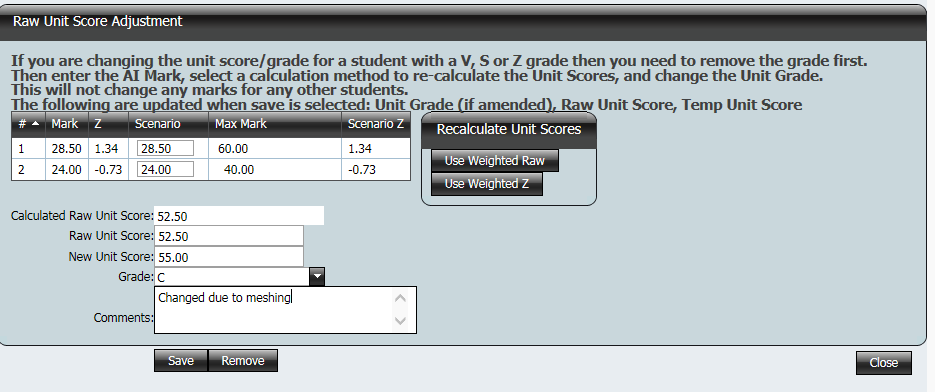 Raw Unit Score Adjustment
If you are changing the unit score/grade for a student with a V, S or Z grade then you need to remove the grade first.
Then enter the AI Mark, select a calculation method to re-calculate the Unit Scores, and change the Unit Grade.
This will not change any marks for any other students.
The following are updated when save is selected: Unit Grade (if amended), Raw Unit Score, Temp Unit Score
# Mark Z Scenario Max Mark Scenario Z
1 28.50 1.34 28.50 60.00 1.34
2 24.00 -0.73 24.00 40.00 -0.73
Recalculate Unit Scores
Use Weighted Raw
Use Weighted Z
Calculated Raw Unit Score: 52.50
Raw Unit Score: 52.50
New Unit Score: 55.00
Grade: C
Comments: Changed due to meshing
Save Remove Close